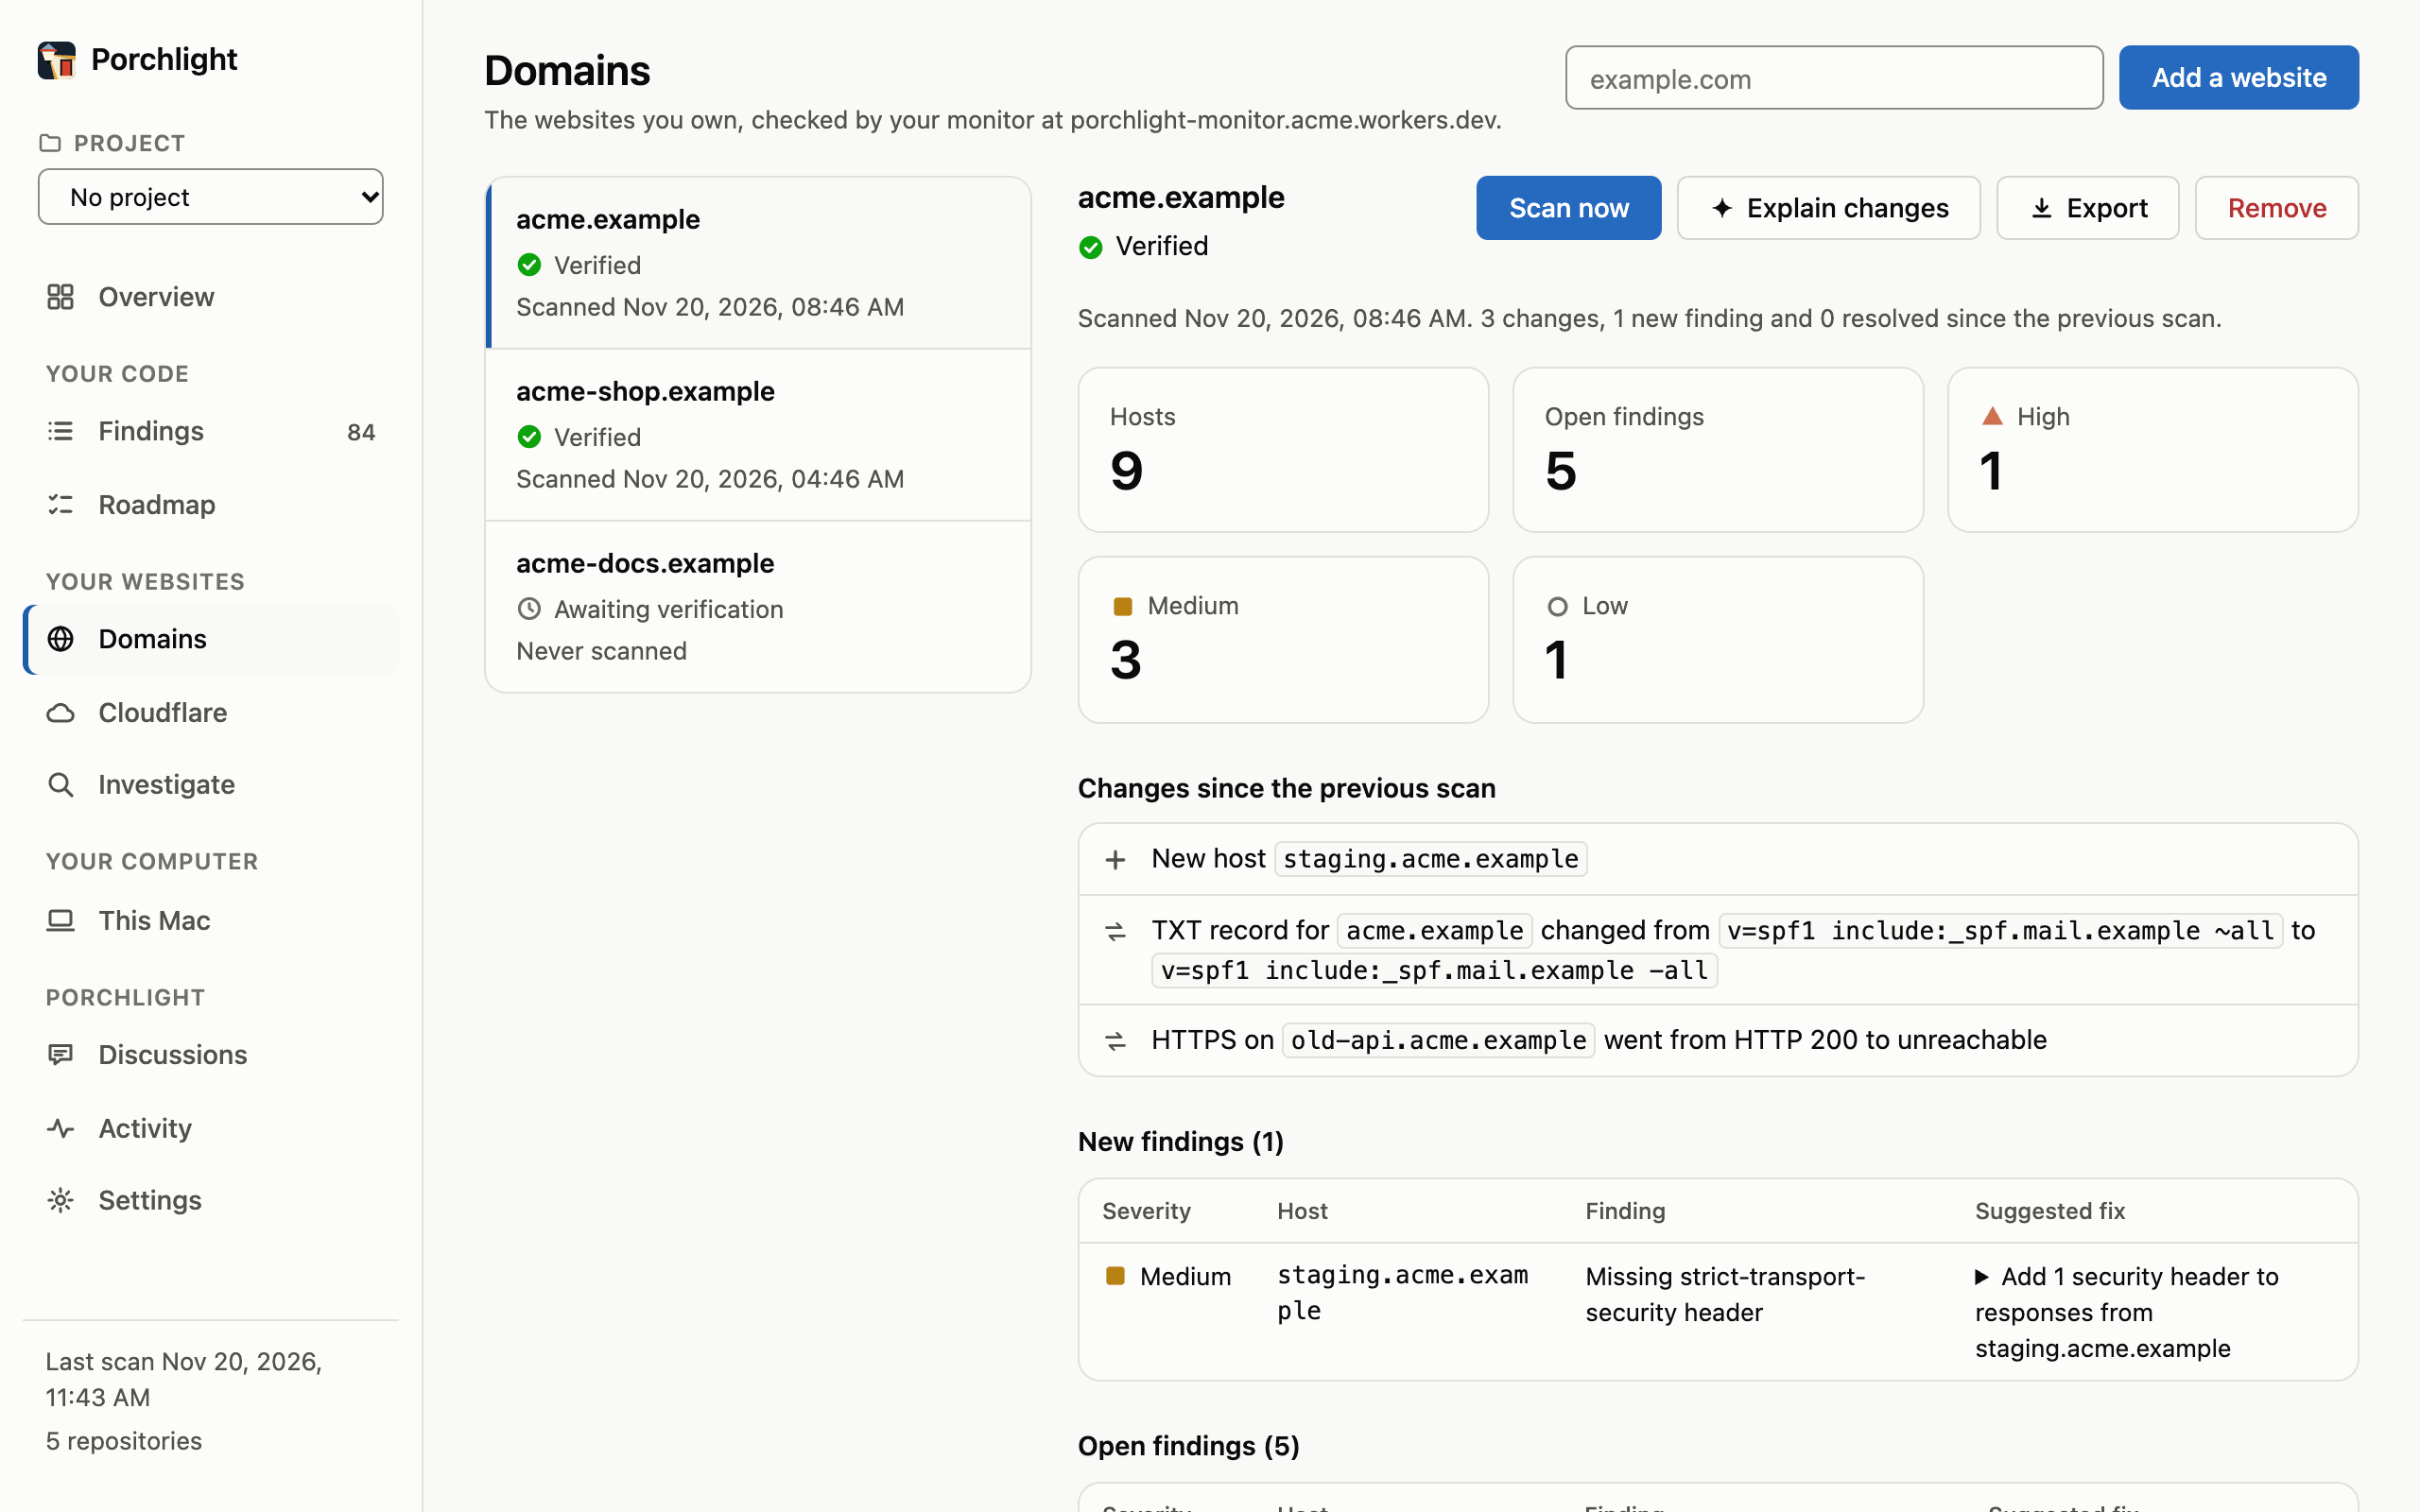 Porchlight
PROJECT
No project
Overview
YOUR CODE
Findings 84
Roadmap
YOUR WEBSITES
Domains
Cloudflare
Investigate
YOUR COMPUTER
This Mac
PORCHLIGHT
Discussions
Activity
Settings
Last scan Nov 20, 2026,
11:43 AM
5 repositories
Domains
The websites you own, checked by your monitor at porchlight-monitor.acme.workers.dev.
example.com
Add a website
acme.example
Verified
Scanned Nov 20, 2026, 08:46 AM
acme-shop.example
Verified
Scanned Nov 20, 2026, 04:46 AM
acme-docs.example
Awaiting verification
Never scanned
acme.example
Verified
Scan now
Explain changes
Export
Remove
Scanned Nov 20, 2026, 08:46 AM. 3 changes, 1 new finding and 0 resolved since the previous scan.
Hosts
9
Open findings
5
High
1
Medium
3
Low
1
Changes since the previous scan
New host staging.acme.example
TXT record for acme.example changed from v=spf1 include:_spf.mail.example ~all to
v=spf1 include:_spf.mail.example -all
HTTPS on old-api.acme.example went from HTTP 200 to unreachable
New findings (1)
Severity Host Finding Suggested fix
Medium staging.acme.exam Missing strict-transport- Add 1 security header to
ple security header responses from
staging.acme.example
Open findings (5)
Severity Host Finding Suggested fix